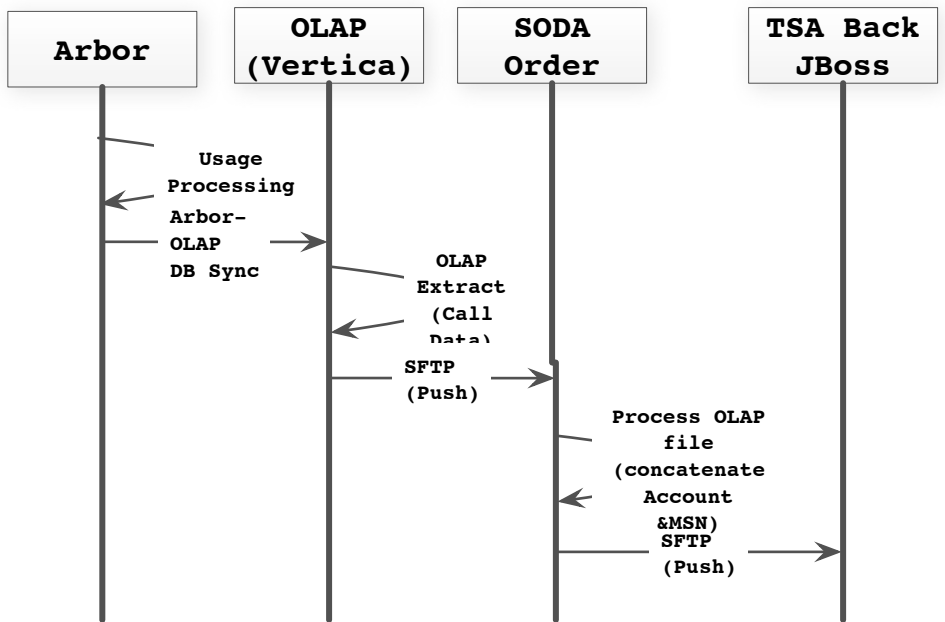 Arbor
OLAP
(Vertica)
SODA
Order
TSA Back
JBoss
Usage
Processing
Arbor–
OLAP
DB Sync
OLAP
Extract
(Call
Data)
SFTP
(Push)
Process OLAP
file
(concatenate
Account
&MSN)
SFTP
(Push)